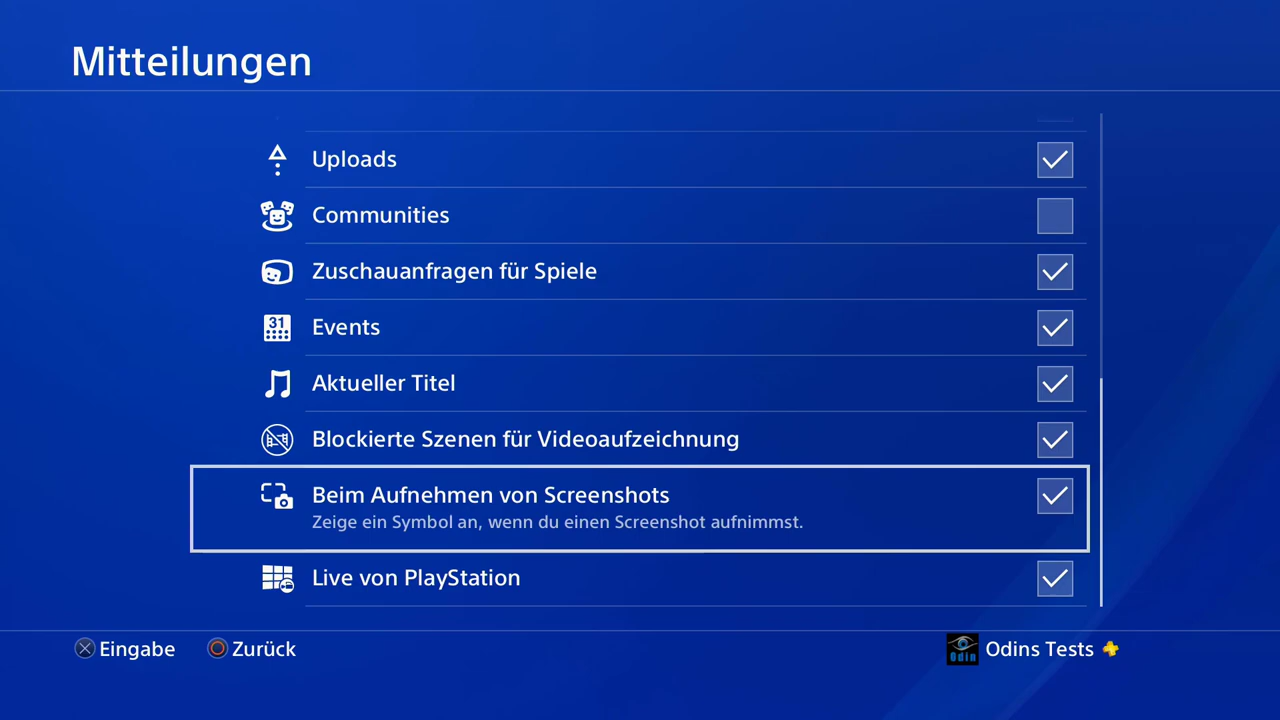 Mitteilungen
Uploads
Communities
Zuschauanfragen für Spiele
31
Events
Aktueller Titel
Blockierte Szenen für Videoaufzeichnung
Beim Aufnehmen von Screenshots
Zeige ein Symbol an, wenn du einen Screenshot aufnimmst.
Live von PlayStation
Eingabe
Zurück
Odin
Odins Tests